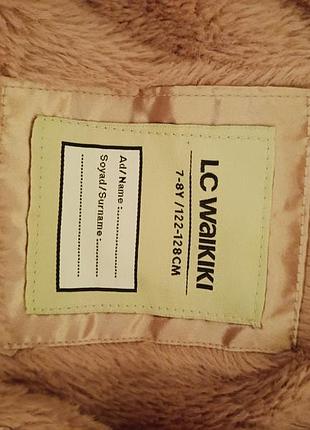 LC WAIKIKI
7-8Y / 122-128CM
Ad/Name :..............
Soyad/Surname :..............